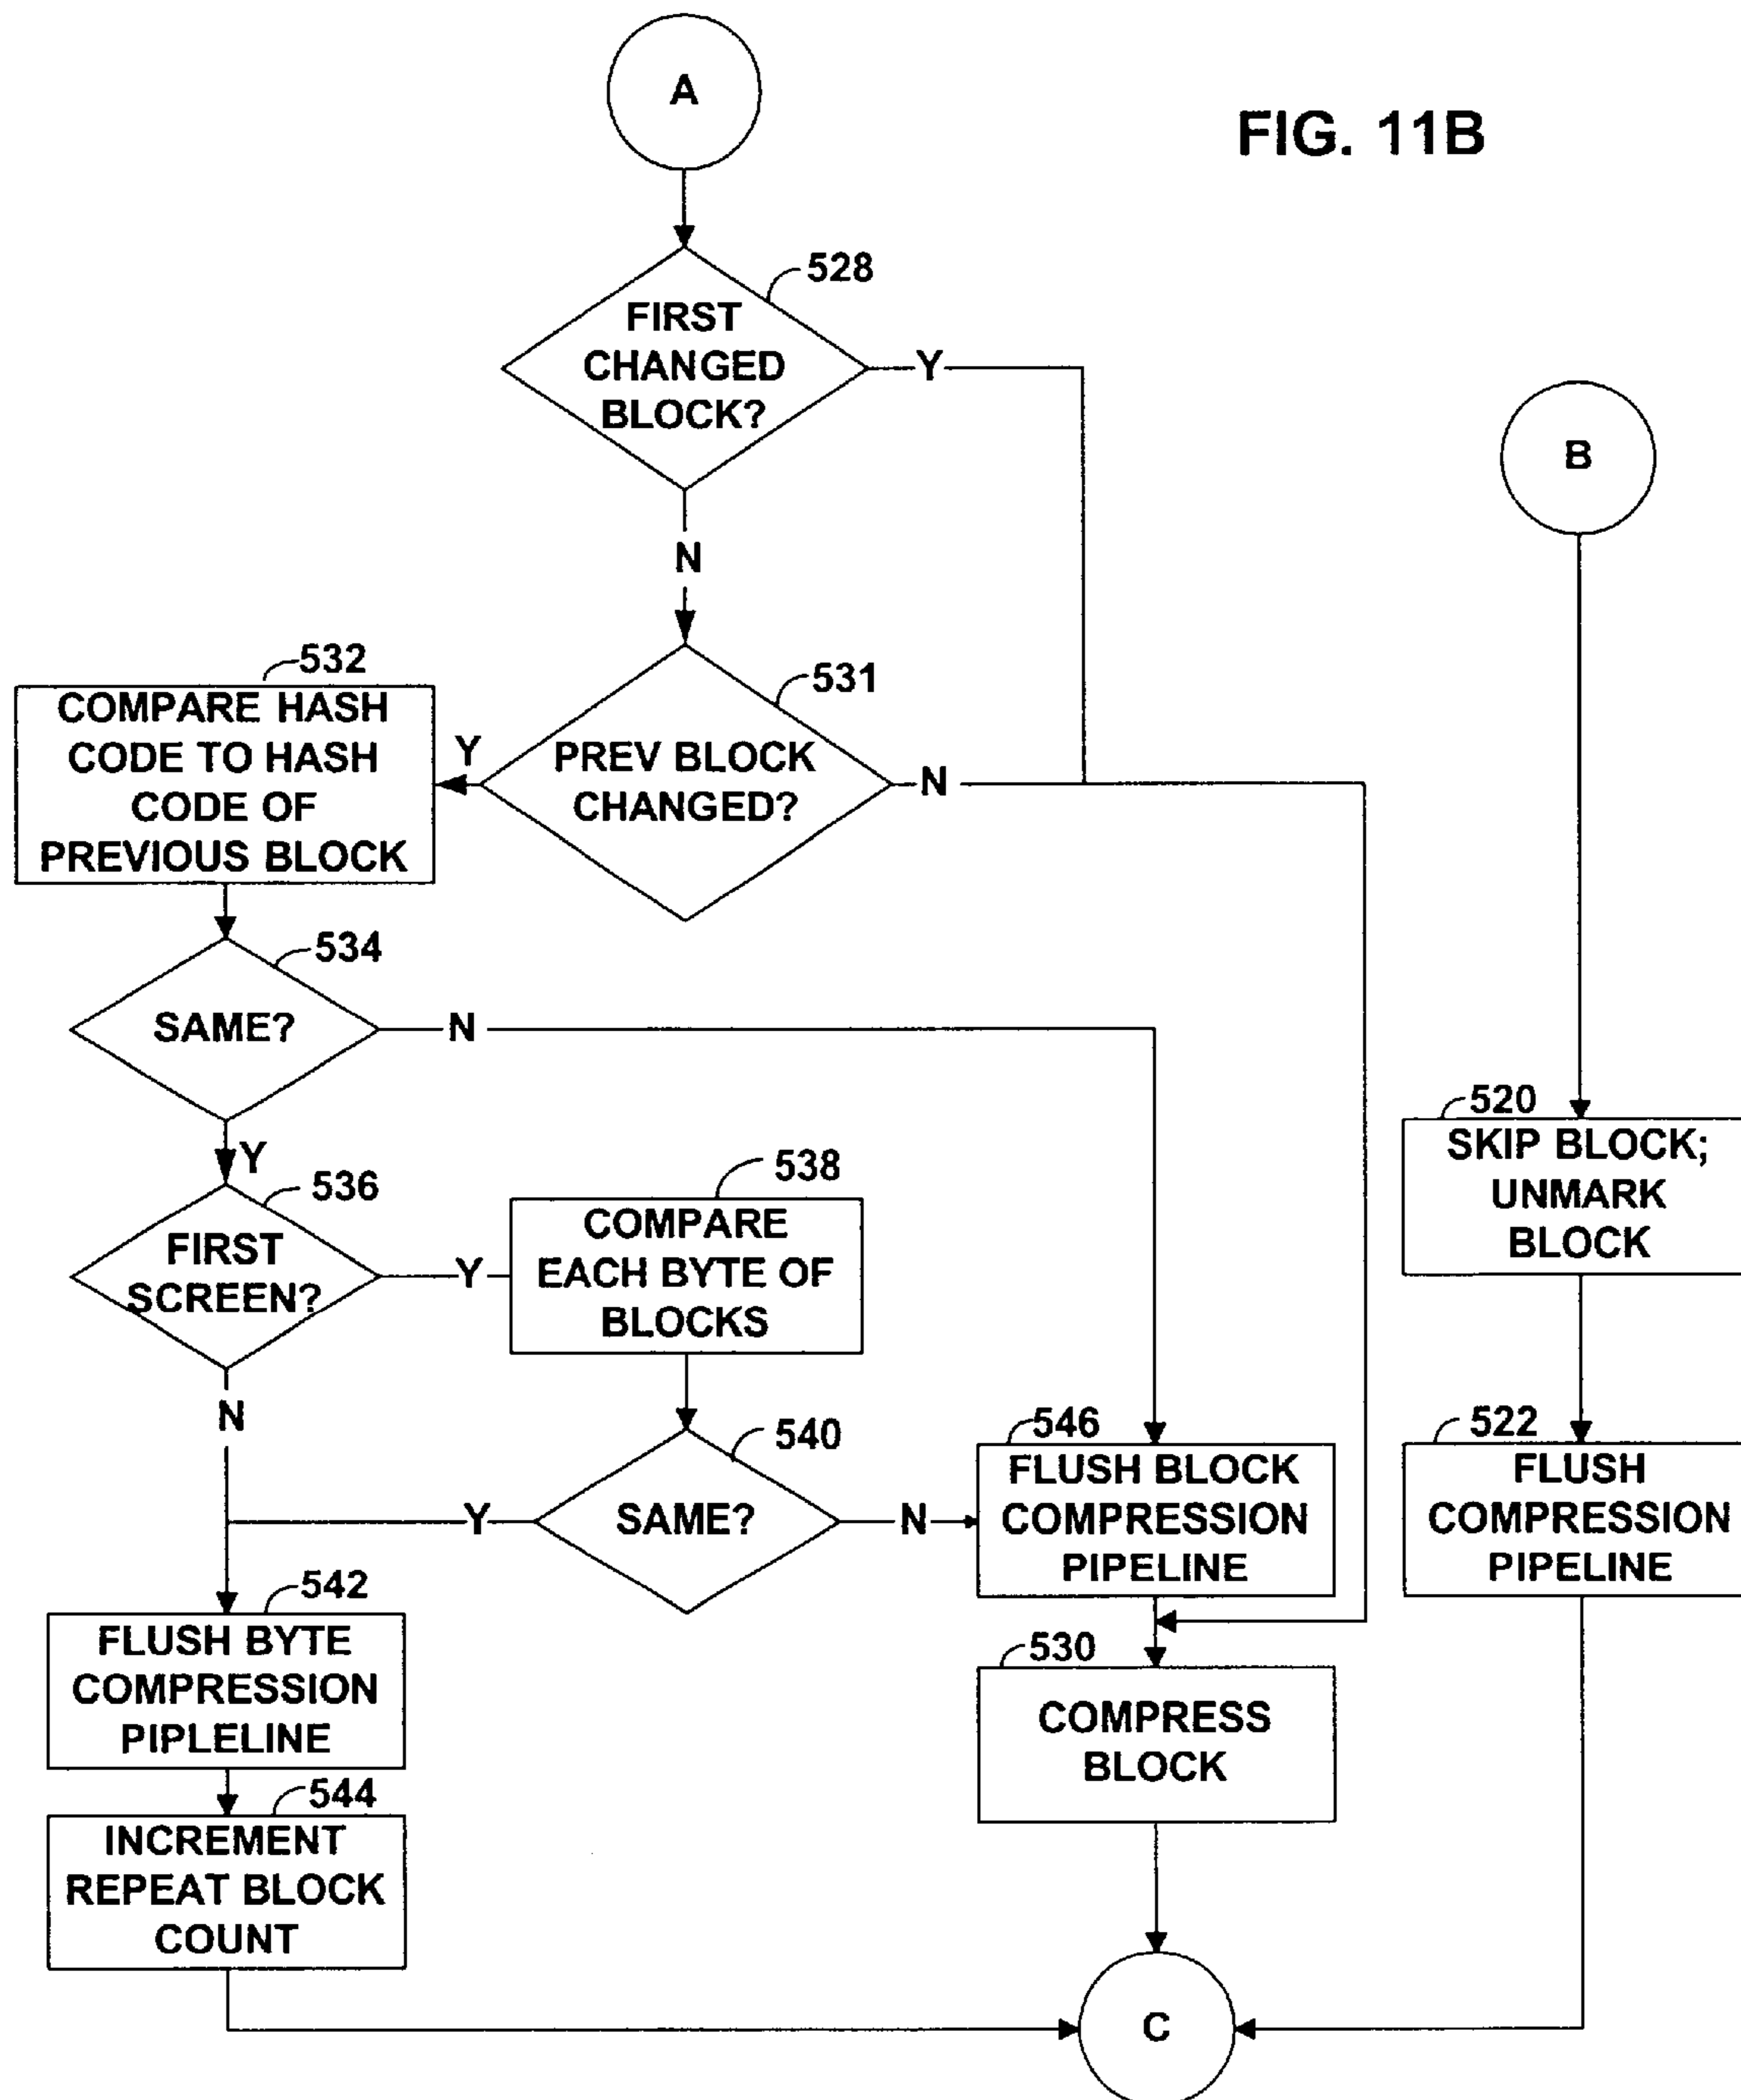 A
FIG. 11B
528
FIRST
CHANGED
BLOCK?
Y
B
N
532
531
COMPARE HASH
CODE TO HASH
CODE OF
PREVIOUS BLOCK
Y
PREV BLOCK
CHANGED?
N
534
SAME?
N
520
SKIP BLOCK;
UNMARK
BLOCK
Y
536
FIRST
SCREEN?
Y
538
COMPARE
EACH BYTE OF
BLOCKS
N
540
SAME?
Y
N
546
FLUSH BLOCK
COMPRESSION
PIPELINE
522
FLUSH
COMPRESSION
PIPELINE
542
FLUSH BYTE
COMPRESSION
PIPLELINE
530
COMPRESS
BLOCK
544
INCREMENT
REPEAT BLOCK
COUNT
C